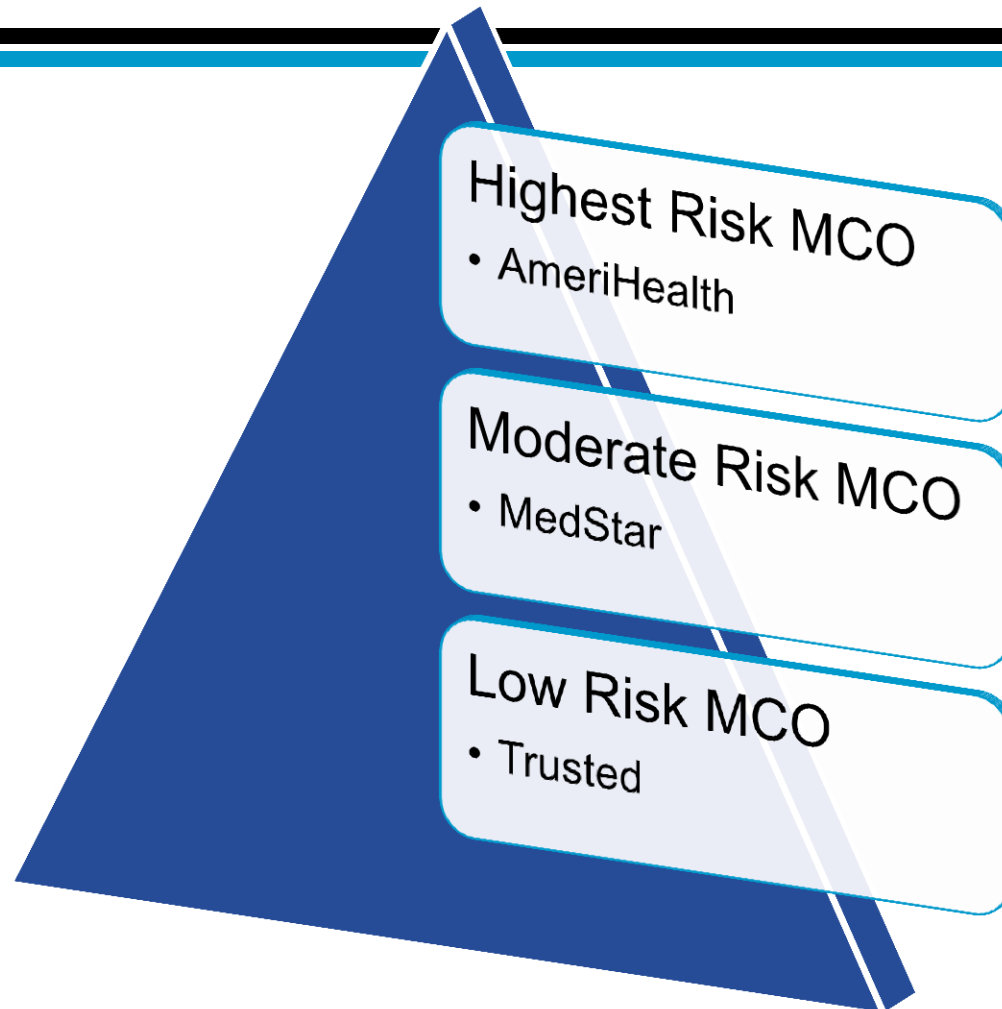 Highest Risk MCO
• AmeriHealth
Moderate Risk MCO
• MedStar
Low Risk MCO
• Trusted